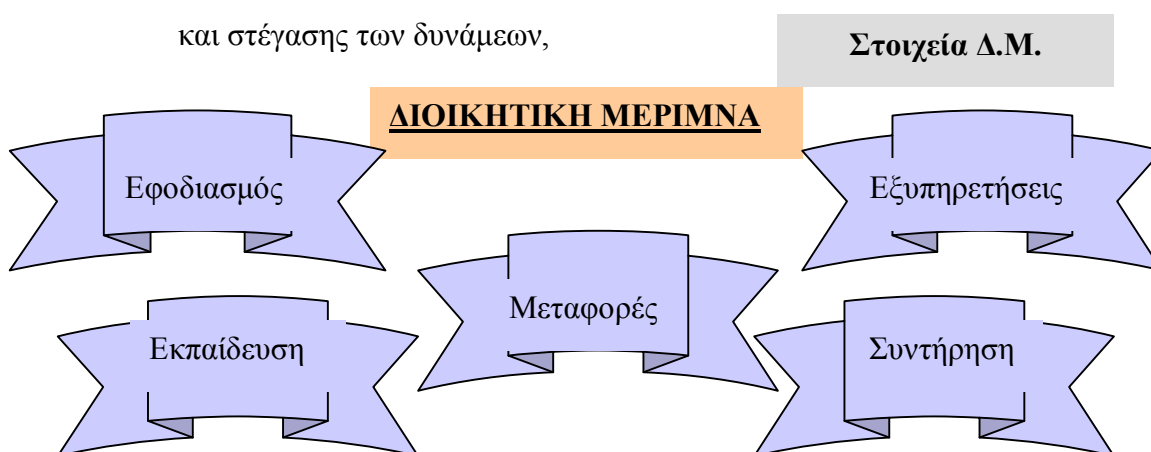 και στέγασης των δυνάμεων,
Στοιχεία Δ.Μ.
ΔΙΟΙΚΗΤΙΚΗ ΜΕΡΙΜΝΑ
Εφοδιασμός
Εξυπηρετήσεις
Μεταφορές
Εκπαίδευση
Συντήρηση